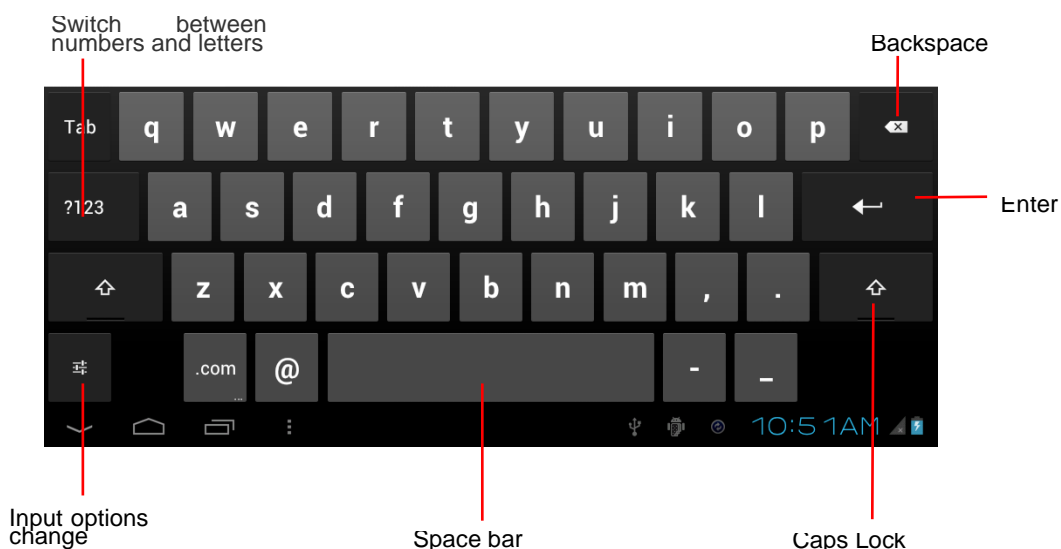 Switch between
numbers and letters
Backspace
Tab q w e r t y u i o p
?123 a s d f g h j k l
Enter
z x c v b n m , .
.com @ - _
...
10:51AM
Input options
change
Space bar
Caps Lock